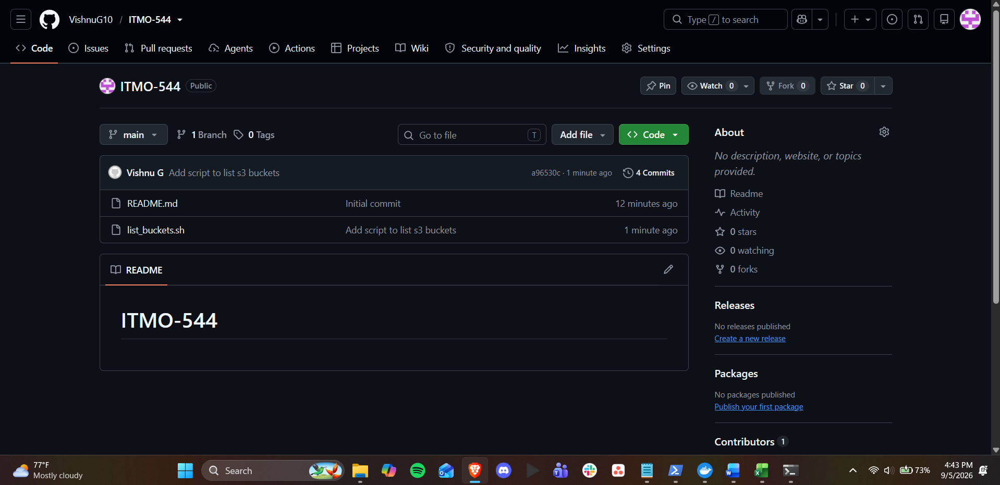 VishnuG10 / ITMO-544
Type / to search
Code
Issues
Pull requests
Agents
Actions
Projects
Wiki
Security and quality
Insights
Settings
ITMO-544 Public
Pin
Watch 0
Fork 0
Star 0
main
1 Branch
0 Tags
Go to file T
Add file
Code
Vishnu G Add script to list s3 buckets a96530c · 1 minute ago 4 Commits
README.md Initial commit 12 minutes ago
list_buckets.sh Add script to list s3 buckets 1 minute ago
README
ITMO-544
About
No description, website, or topics
provided.
Readme
Activity
0 stars
0 watching
0 forks
Releases
No releases published
Create a new release
Packages
No packages published
Publish your first package
Contributors 1
77°F
Mostly cloudy
Search
73%
4:43 PM
9/5/2026